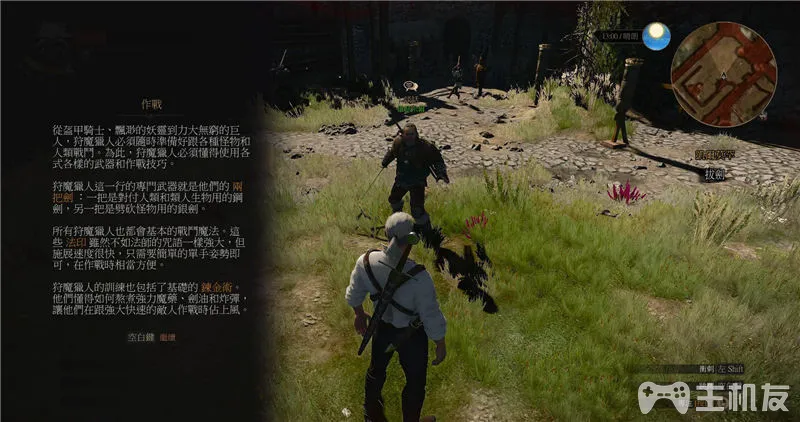 作戰
從盔甲騎士、飄渺的妖靈到力大無窮的巨
人，狩魔獵人必須隨時準備好跟各種怪物和
人類戰鬥。為此，狩魔獵人必須懂得使用各
式各樣的武器和作戰技巧。
狩魔獵人這一行的專門武器就是他們的 兩
把劍：一把是對付人類和類人生物用的鋼
劍，另一把是劈砍怪物用的銀劍。
所有狩魔獵人也都會基本的戰鬥魔法。這
些 法印 雖然不如法師的咒語一樣強大，但
施展速度很快，只需要簡單的單手姿勢即
可，在作戰時相當方便。
狩魔獵人的訓練也包括了基礎的 鍊金術。
他們懂得如何熬煮強力魔藥、劍油和炸彈，
讓他們在跟強大快速的敵人作戰時佔上風。
空白鍵 繼續
13:00 / 晴朗
拔劍
衝刺 左 Shift
主机友